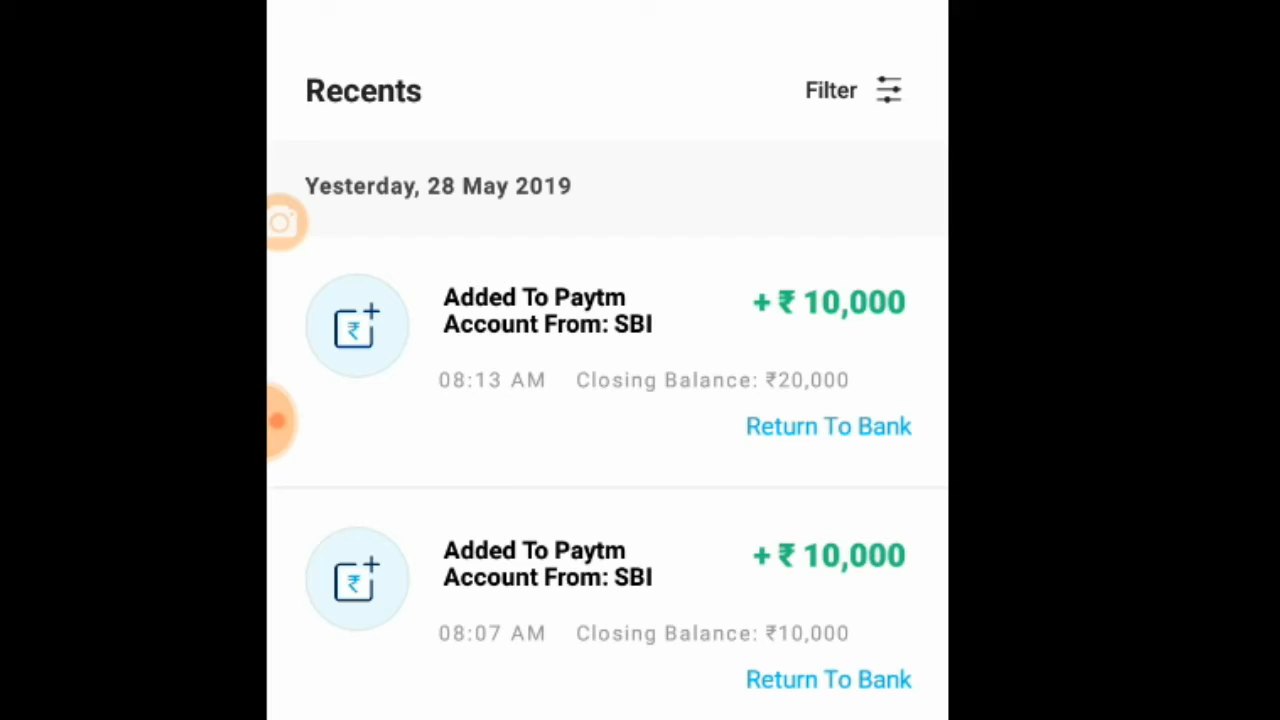 Recents
Filter
Yesterday, 28 May 2019
Added To Paytm
Account From: SBI
+ ₹ 10,000
₹
08:13 AM Closing Balance: ₹20,000
Return To Bank
Added To Paytm
Account From: SBI
+ ₹ 10,000
₹
08:07 AM Closing Balance: ₹10,000
Return To Bank